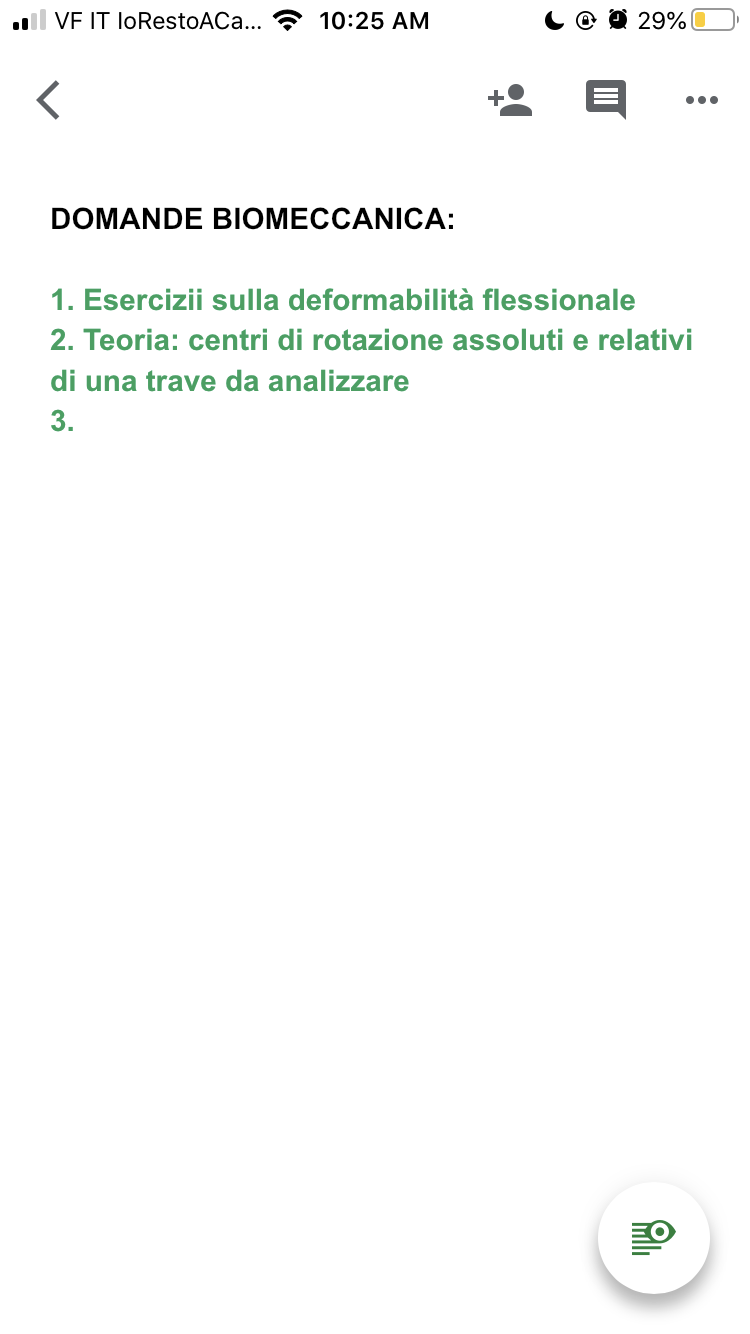 VF IT IoRestoACa... 10:25 AM 29%
DOMANDE BIOMECCANICA:
1. Esercizii sulla deformabilità flessionale
2. Teoria: centri di rotazione assoluti e relativi
di una trave da analizzare
3.